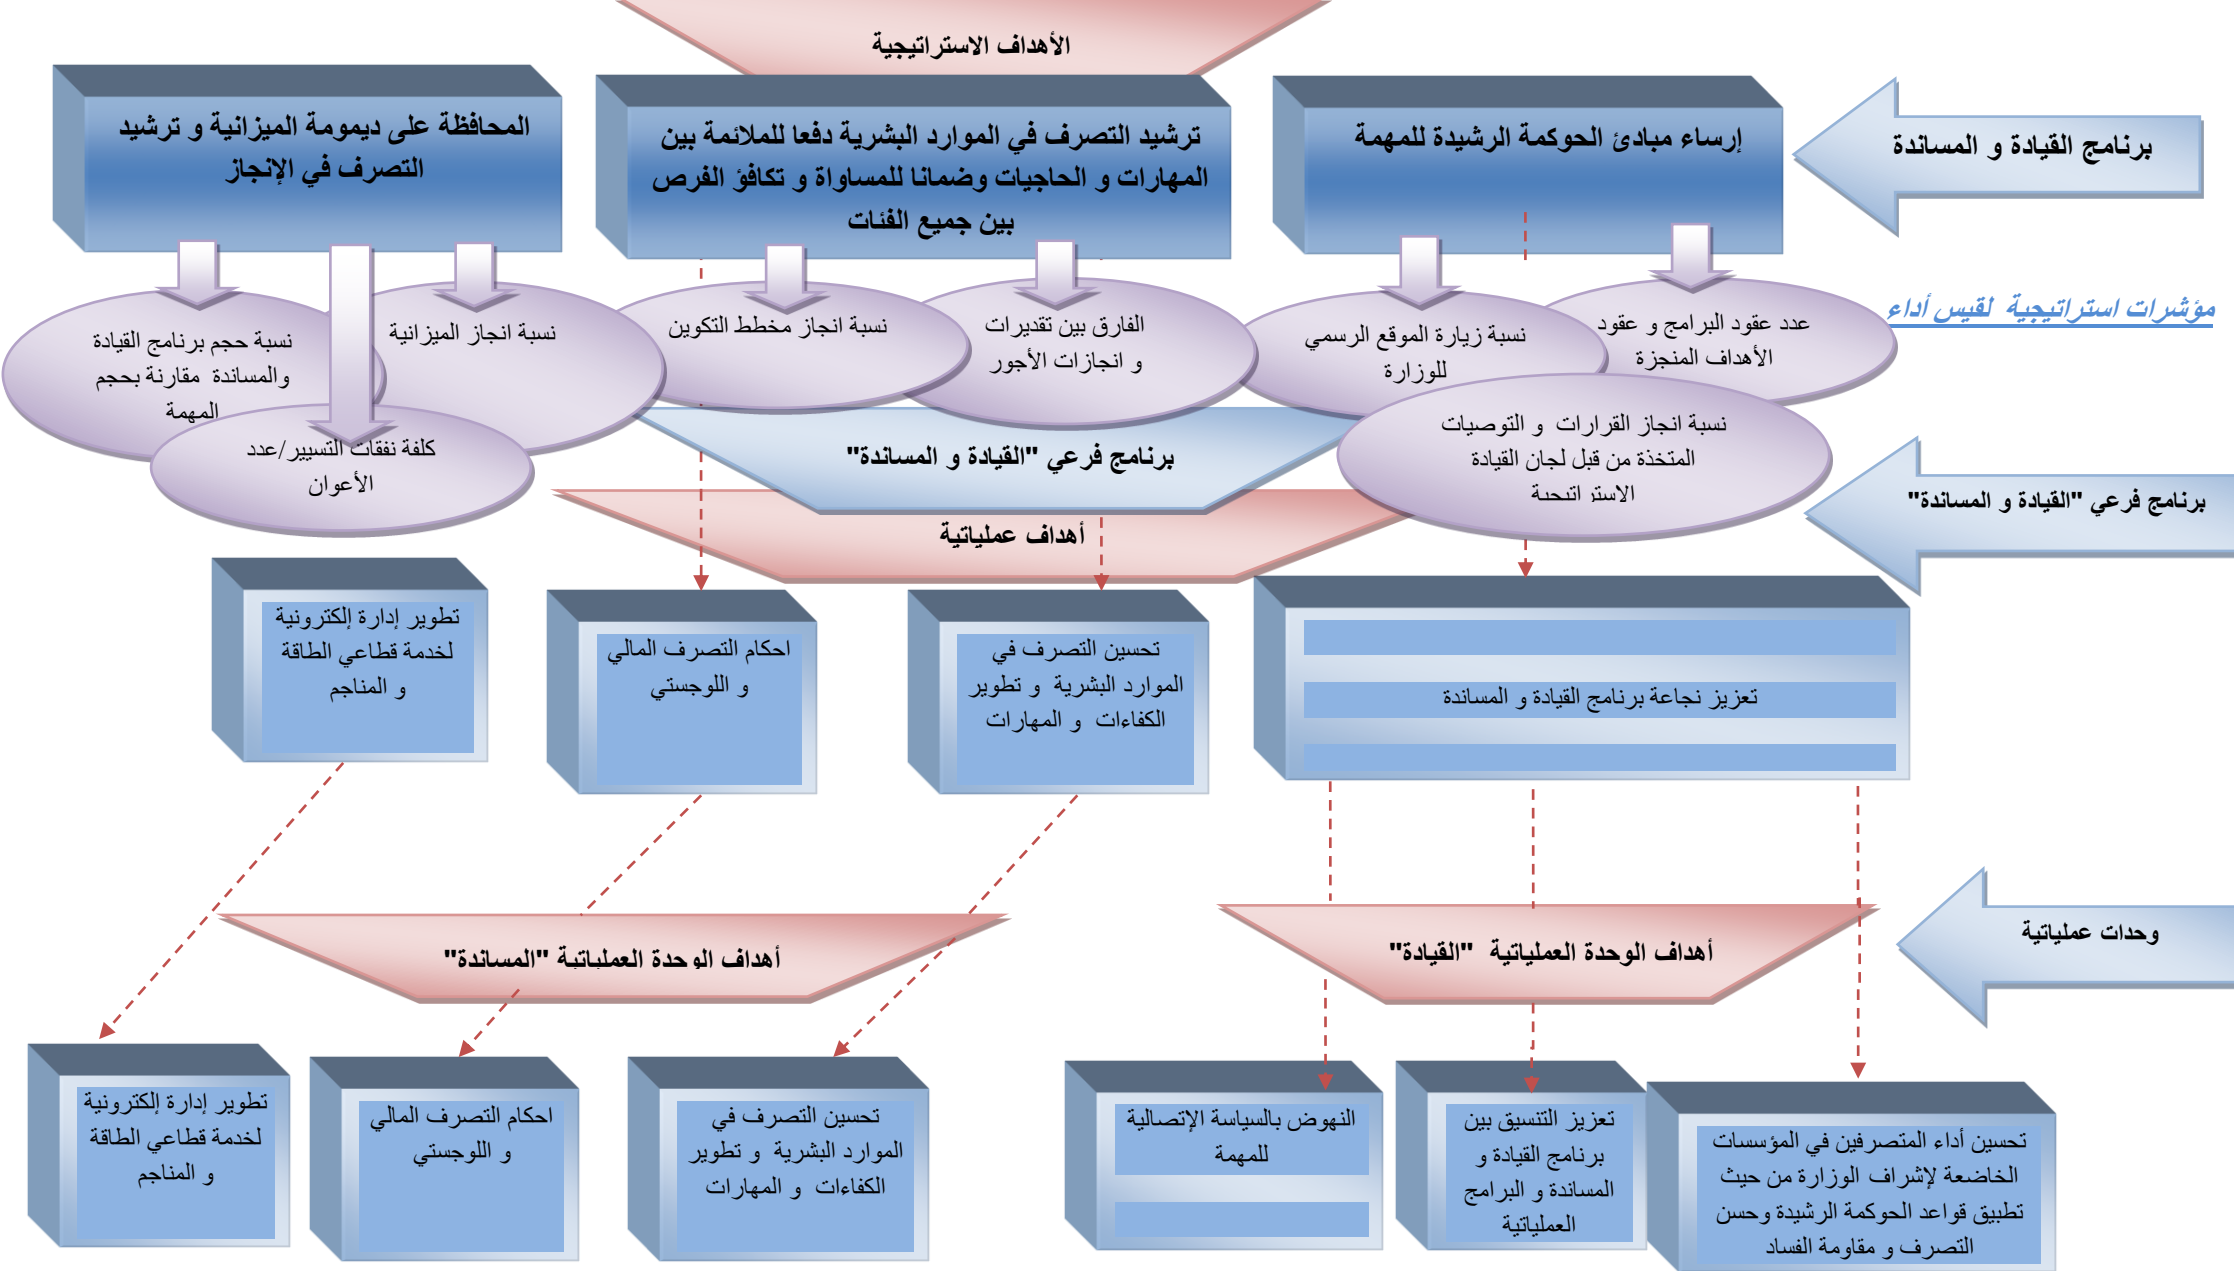 الأهداف الاستراتيجية
برنامج القيادة و المساندة
إرساء مبادئ الحوكمة الرشيدة للمهمة
ترشيد التصرف في الموارد البشرية دفعا للملائمة بين
المهارات و الحاجيات وضمانا للمساواة و تكافؤ الفرص
بين جميع الفئات
المحافظة على ديمومة الميزانية و ترشيد
التصرف في الإنجاز
مؤشرات استراتيجية لقيس أداء
عدد عقود البرامج و عقود
الأهداف المنجزة
نسبة زيارة الموقع الرسمي
للوزارة
نسبة انجاز القرارات و التوصيات
المتخذة من قبل لجان القيادة
الاستراتيجية
الفارق بين تقديرات
و انجازات الأجور
نسبة انجاز مخطط التكوين
نسبة انجاز الميزانية
نسبة حجم برنامج القيادة
والمساندة مقارنة بحجم
المهمة
كلفة نفقات التسيير/عدد
الأعوان
برنامج فرعي "القيادة و المساندة"
برنامج فرعي "القيادة و المساندة"
أهداف عملياتية
تعزيز نجاعة برنامج القيادة و المساندة
تحسين التصرف في
الموارد البشرية و تطوير
الكفاءات و المهارات
احكام التصرف المالي
و اللوجستي
تطوير إدارة إلكترونية
لخدمة قطاعي الطاقة
و المناجم
وحدات عملياتية
أهداف الوحدة العملياتية "القيادة"
أهداف الوحدة العملياتية "المساندة"
تحسين أداء المتصرفين في المؤسسات
الخاضعة لإشراف الوزارة من حيث
تطبيق قواعد الحوكمة الرشيدة وحسن
التصرف و مقاومة الفساد
تعزيز التنسيق بين
برنامج القيادة و
المساندة و البرامج
العملياتية
النهوض بالسياسة الإتصالية
للمهمة
تحسين التصرف في
الموارد البشرية و تطوير
الكفاءات و المهارات
احكام التصرف المالي
و اللوجستي
تطوير إدارة إلكترونية
لخدمة قطاعي الطاقة
و المناجم